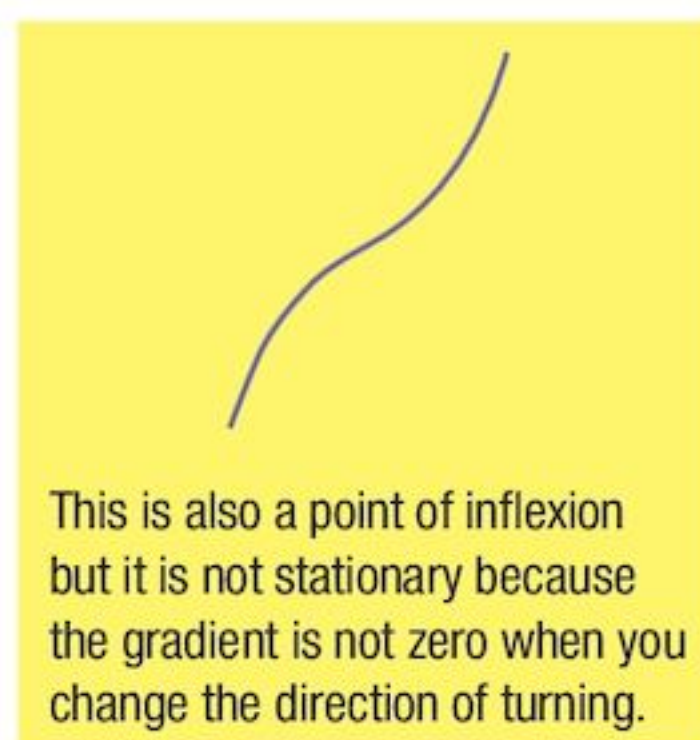 This is also a point of inflexion
but it is not stationary because
the gradient is not zero when you
change the direction of turning.